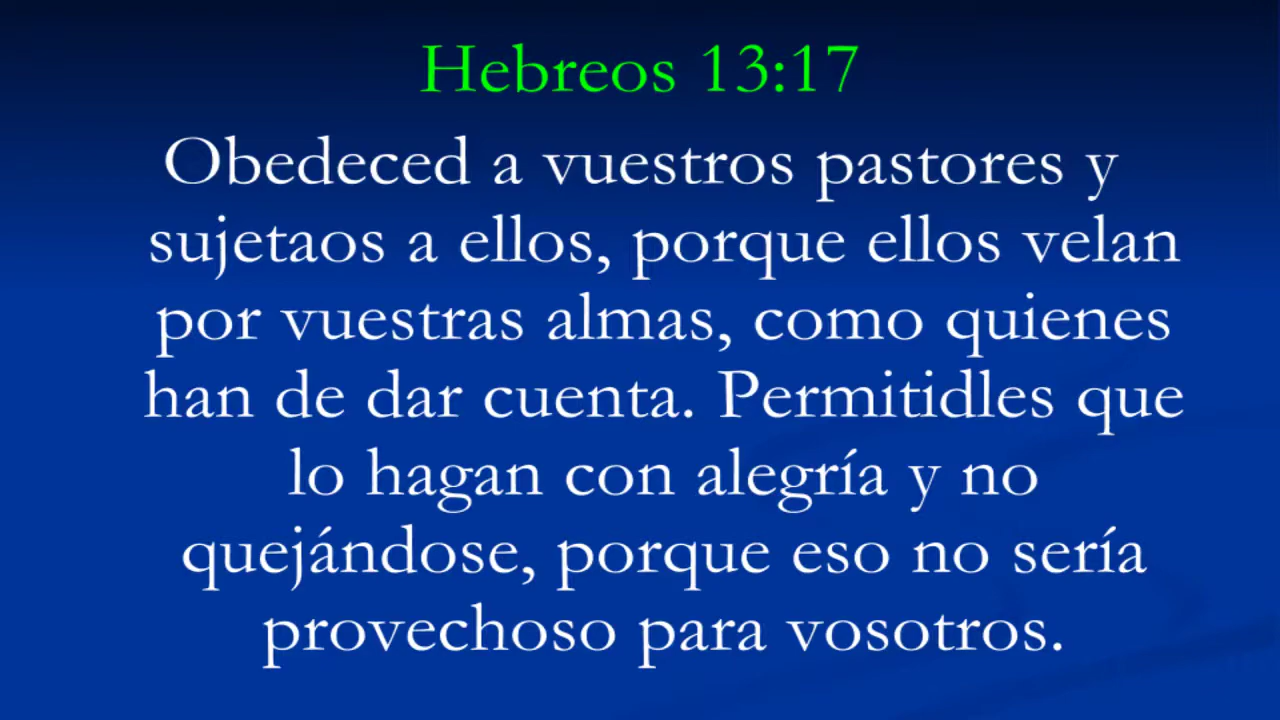 Hebreos 13:17
Obedeced a vuestros pastores y
sujetaos a ellos, porque ellos velan
por vuestras almas, como quienes
han de dar cuenta. Permitidles que
lo hagan con alegría y no
quejándose, porque eso no sería
provechoso para vosotros.